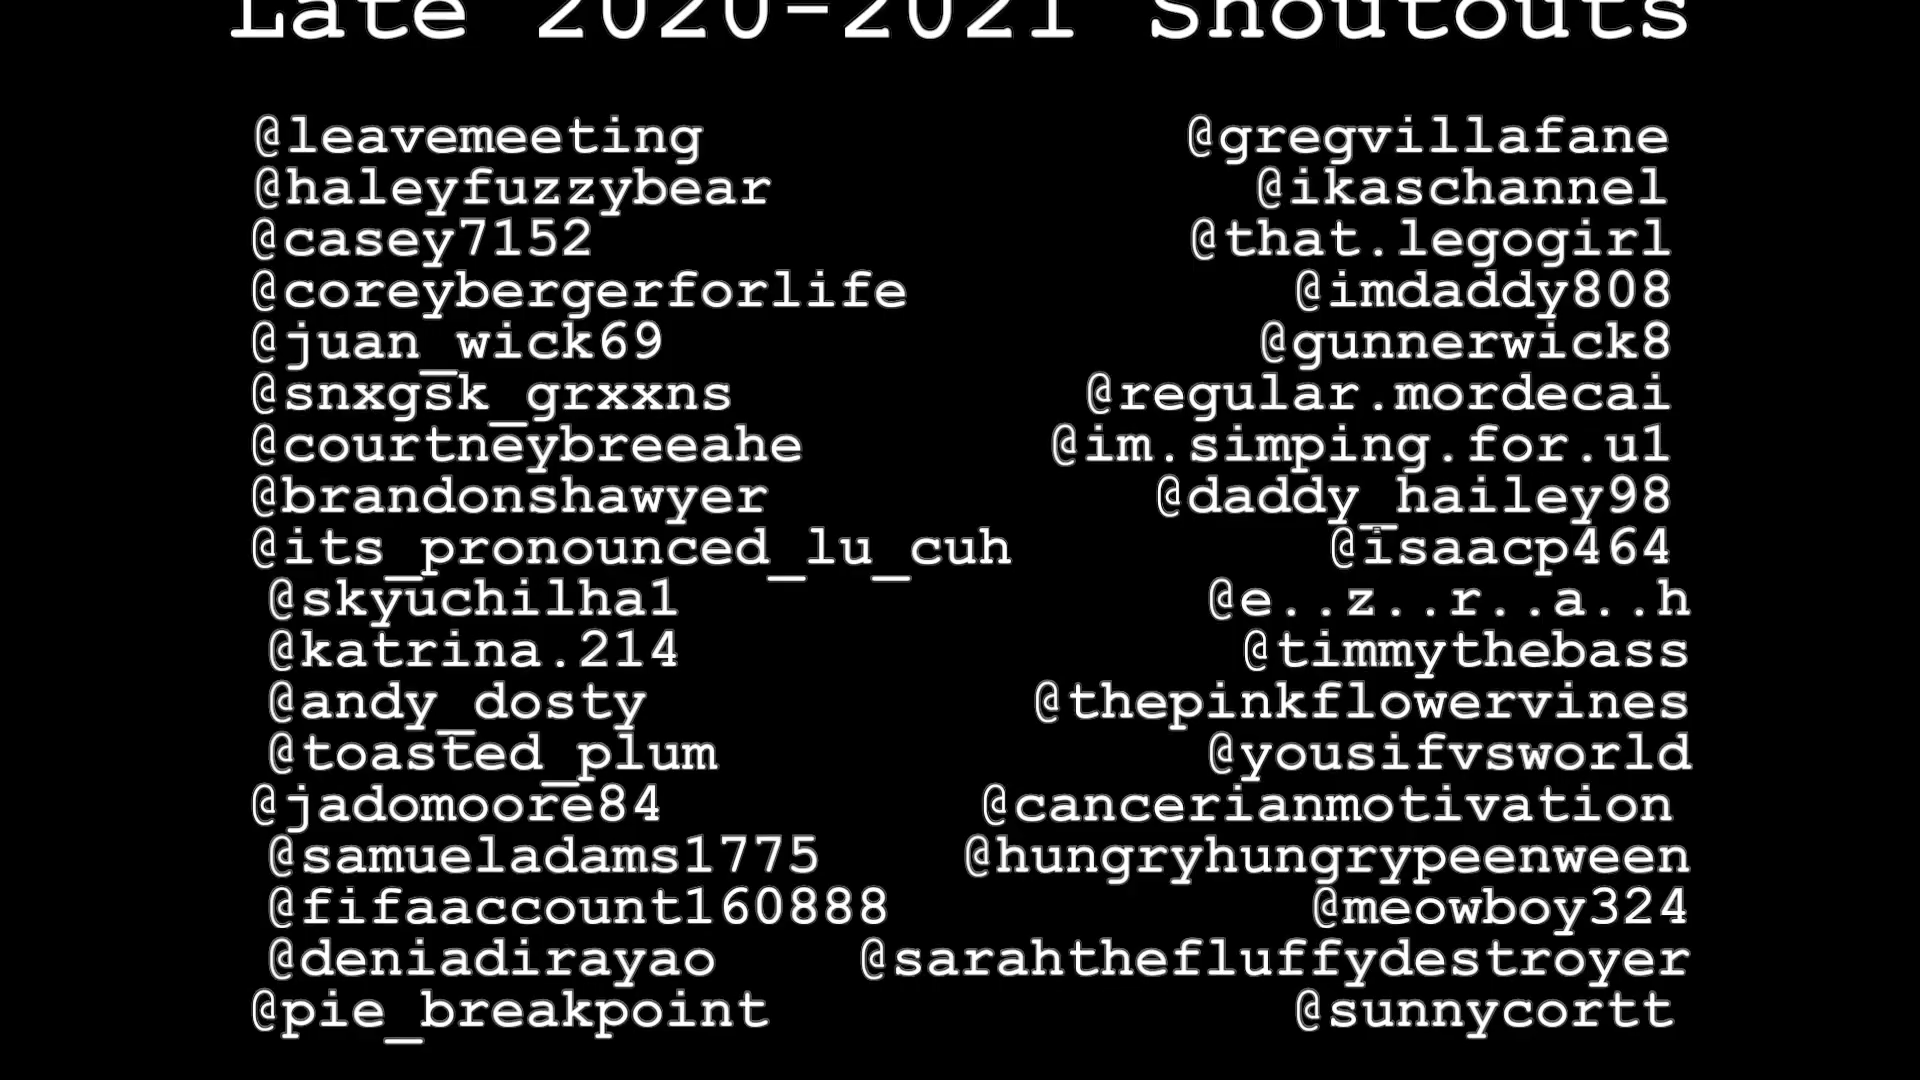 Late 2020-2021 Shoutouts
@leavemeeting @gregvillafane
@haleyfuzzybear @ikaschannel
@casey7152 @that.legogirl
@coreybergerforlife @imdaddy808
@juan_wick69 @gunnerwick8
@snxgsk_grxxns @regular.mordecai
@courtneybreeahe @im.simping.for.u1
@brandonshawyer @daddy_hailey98
@its_pronounced_lu_cuh @isaacp464
@skyuchilha1 @e..z..r..a..h
@katrina.214 @timmythebass
@andy_dosty @thepinkflowervines
@toasted_plum @yousifvsworld
@jadomoore84 @cancerianmotivation
@samueladams1775 @hungryhungrypeenween
@fifaaccount160888 @meowboy324
@deniadirayao @sarahthefluffydestroyer
@pie_breakpoint @sunnycortt